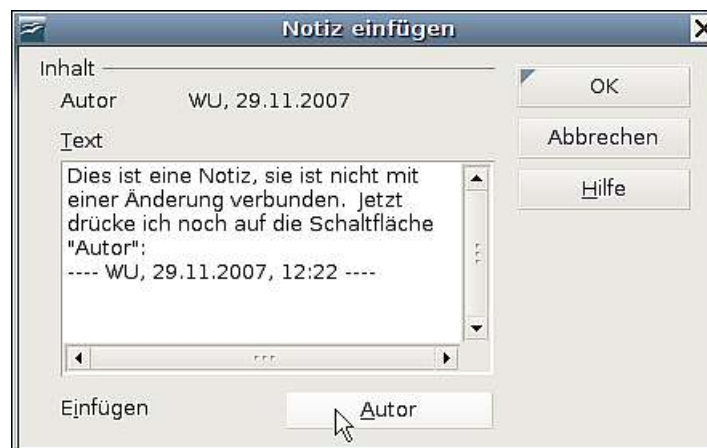 Notiz einfügen
Inhalt
Autor WU, 29.11.2007
Text
Dies ist eine Notiz, sie ist nicht mit
einer Änderung verbunden. Jetzt
drücke ich noch auf die Schaltfläche
"Autor":
---- WU, 29.11.2007, 12:22 ----
Einfügen Autor
OK
Abbrechen
Hilfe